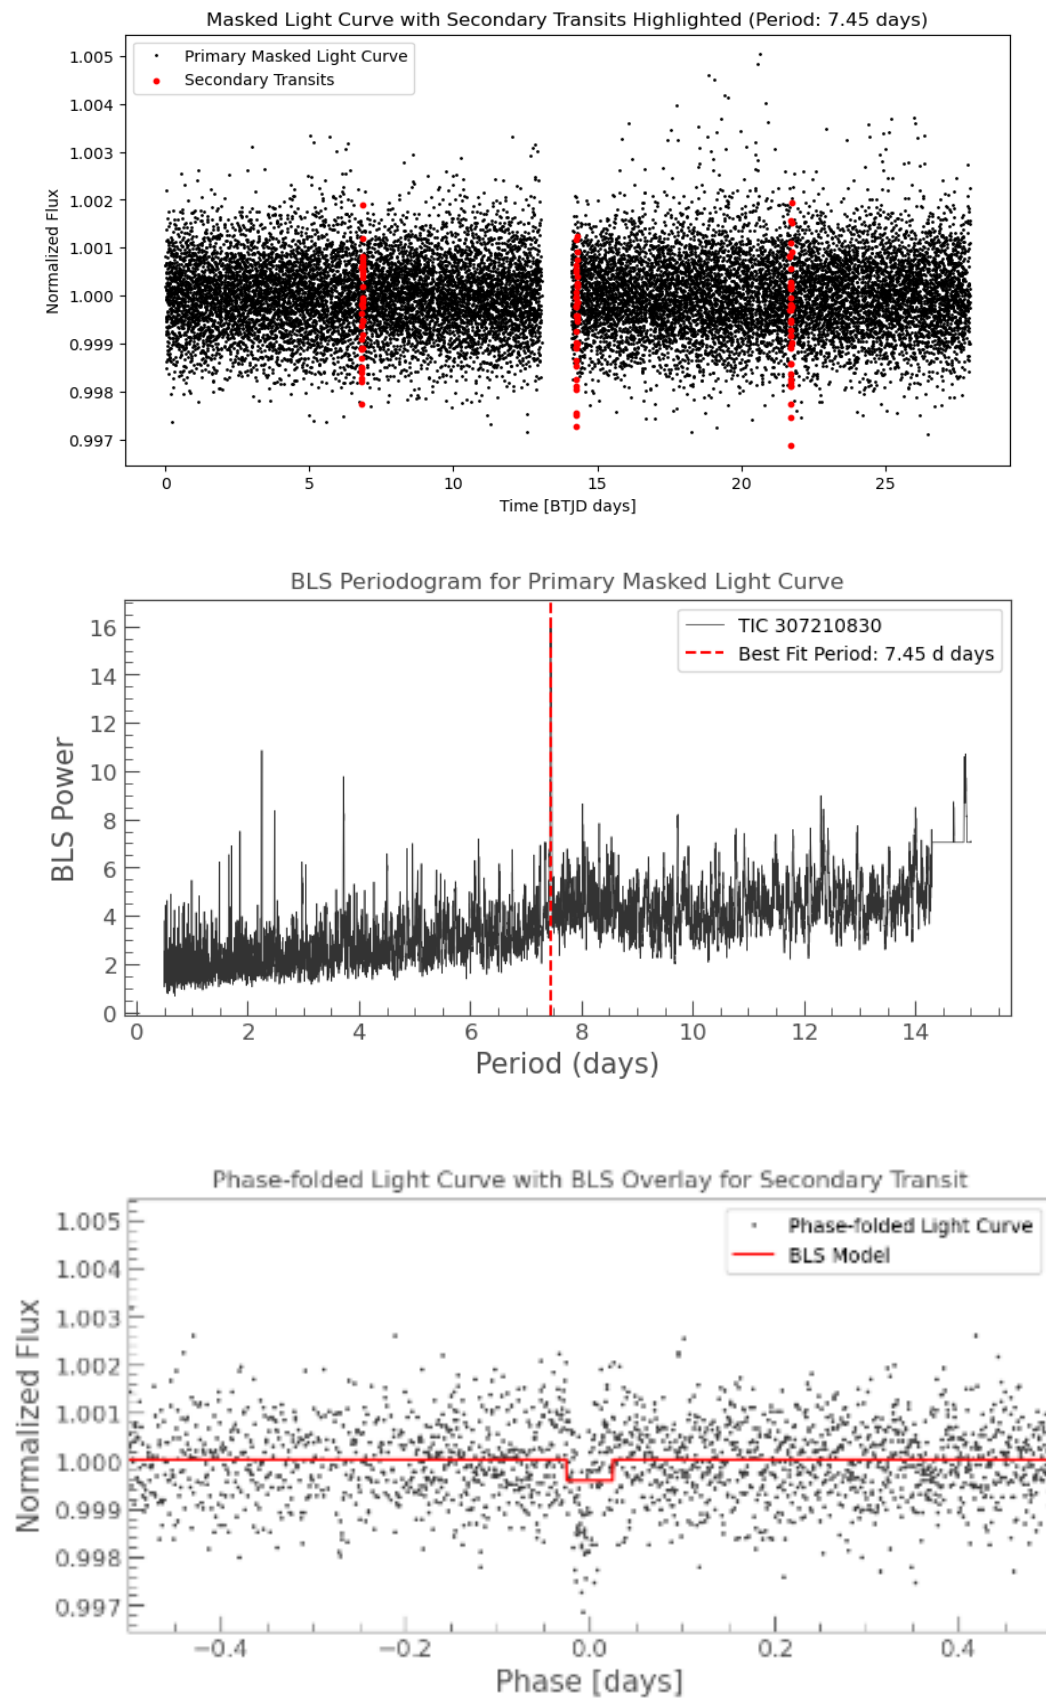 Masked Light Curve with Secondary Transits Highlighted (Period: 7.45 days)
Primary Masked Light Curve
Secondary Transits
1.005
1.004
1.003
1.002
1.001
1.000
0.999
0.998
0.997
Normalized Flux
0 5 10 15 20 25
Time [BTJD days]
BLS Periodogram for Primary Masked Light Curve
TIC 307210830
Best Fit Period: 7.45 d days
16
14
12
10
8
6
4
2
0
BLS Power
0 2 4 6 8 10 12 14
Period (days)
Phase-folded Light Curve with BLS Overlay for Secondary Transit
Phase-folded Light Curve
BLS Model
1.005
1.004
1.003
1.002
1.001
1.000
0.999
0.998
0.997
Normalized Flux
−0.4 −0.2 0.0 0.2 0.4
Phase [days]